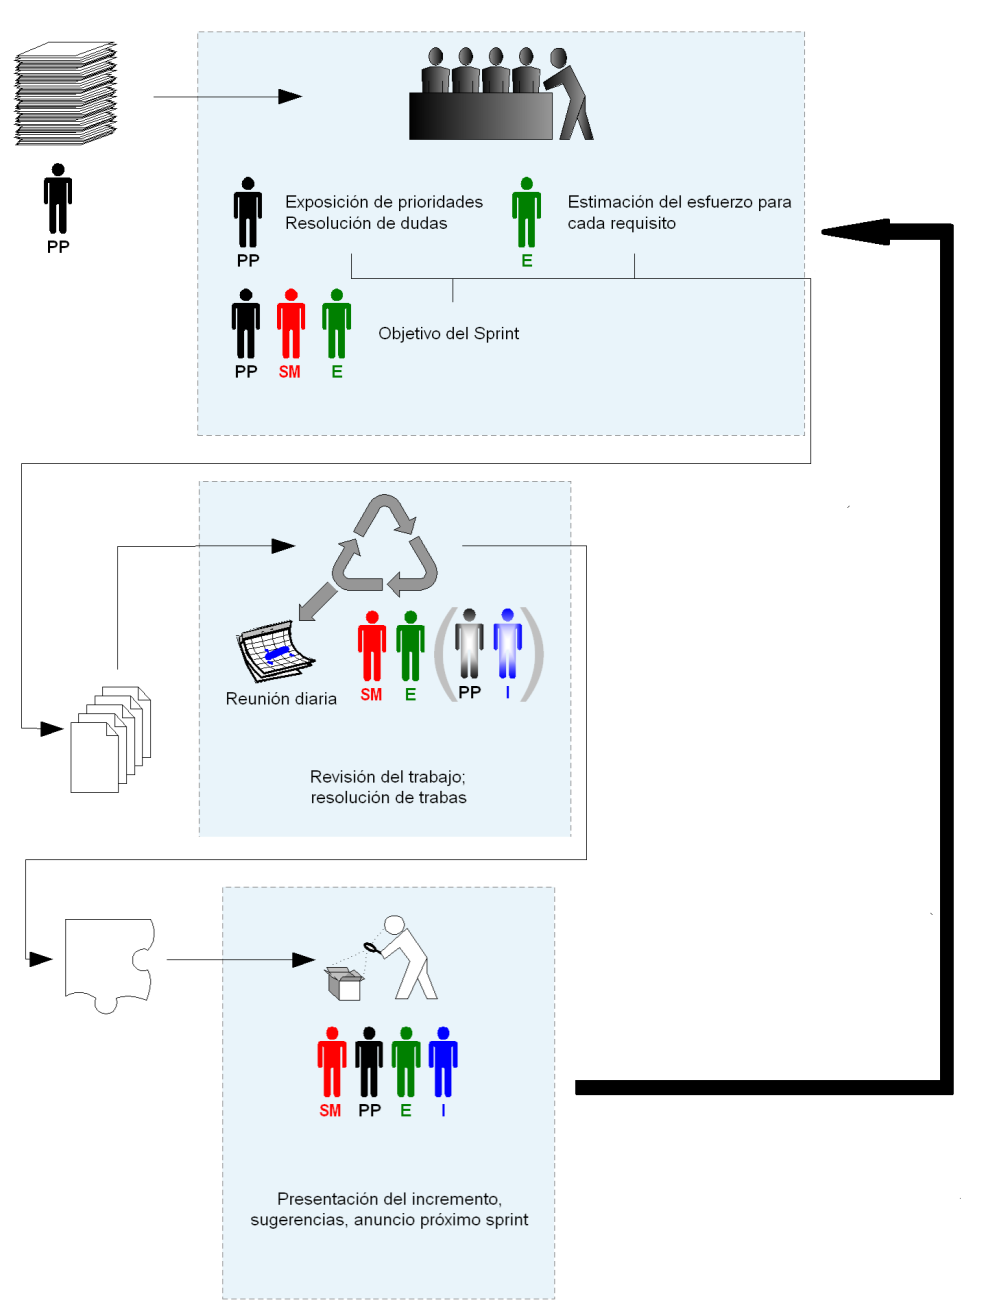 PP
Exposición de prioridades
Resolución de dudas
PP
Estimación del esfuerzo para
cada requisito
E
Objetivo del Sprint
PP SM E
Reunión diaria
SM E PP I
Revisión del trabajo;
resolución de trabas
SM PP E I
Presentación del incremento,
sugerencias, anuncio próximo sprint